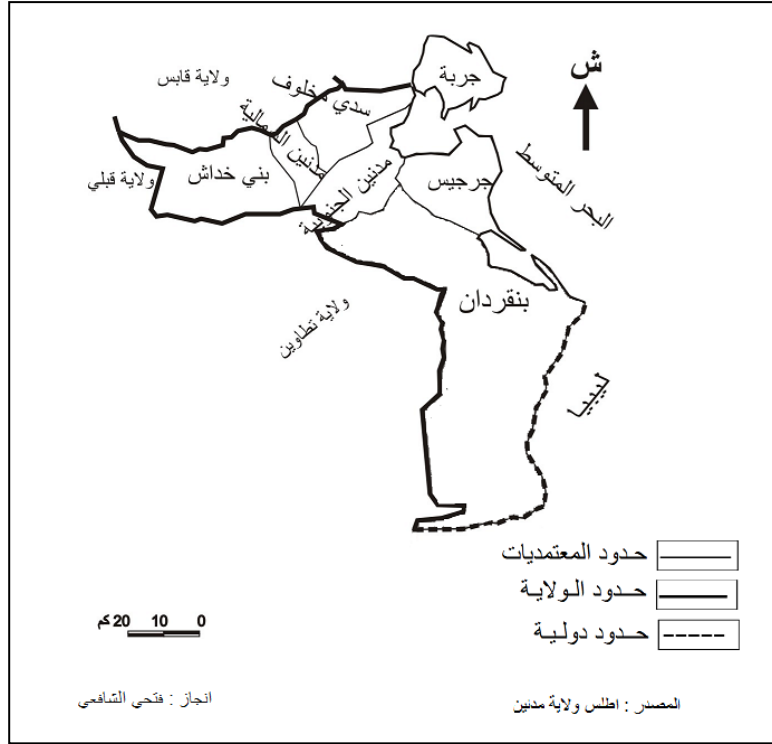 ش
جربة
ولاية قابس
سدي مخلوف
مدنين الشمالية
مدنين الجنوبية
جرجيس
البحر المتوسط
ولاية قبلي
بني خداش
بنقردان
ولاية تطاوين
ليبيا
حدود المعتمديات
حدود الولاية
حدود دولية
20 10 0 كم
المصدر : اطلس ولاية مدنين
انجاز : فتحي الشافعي